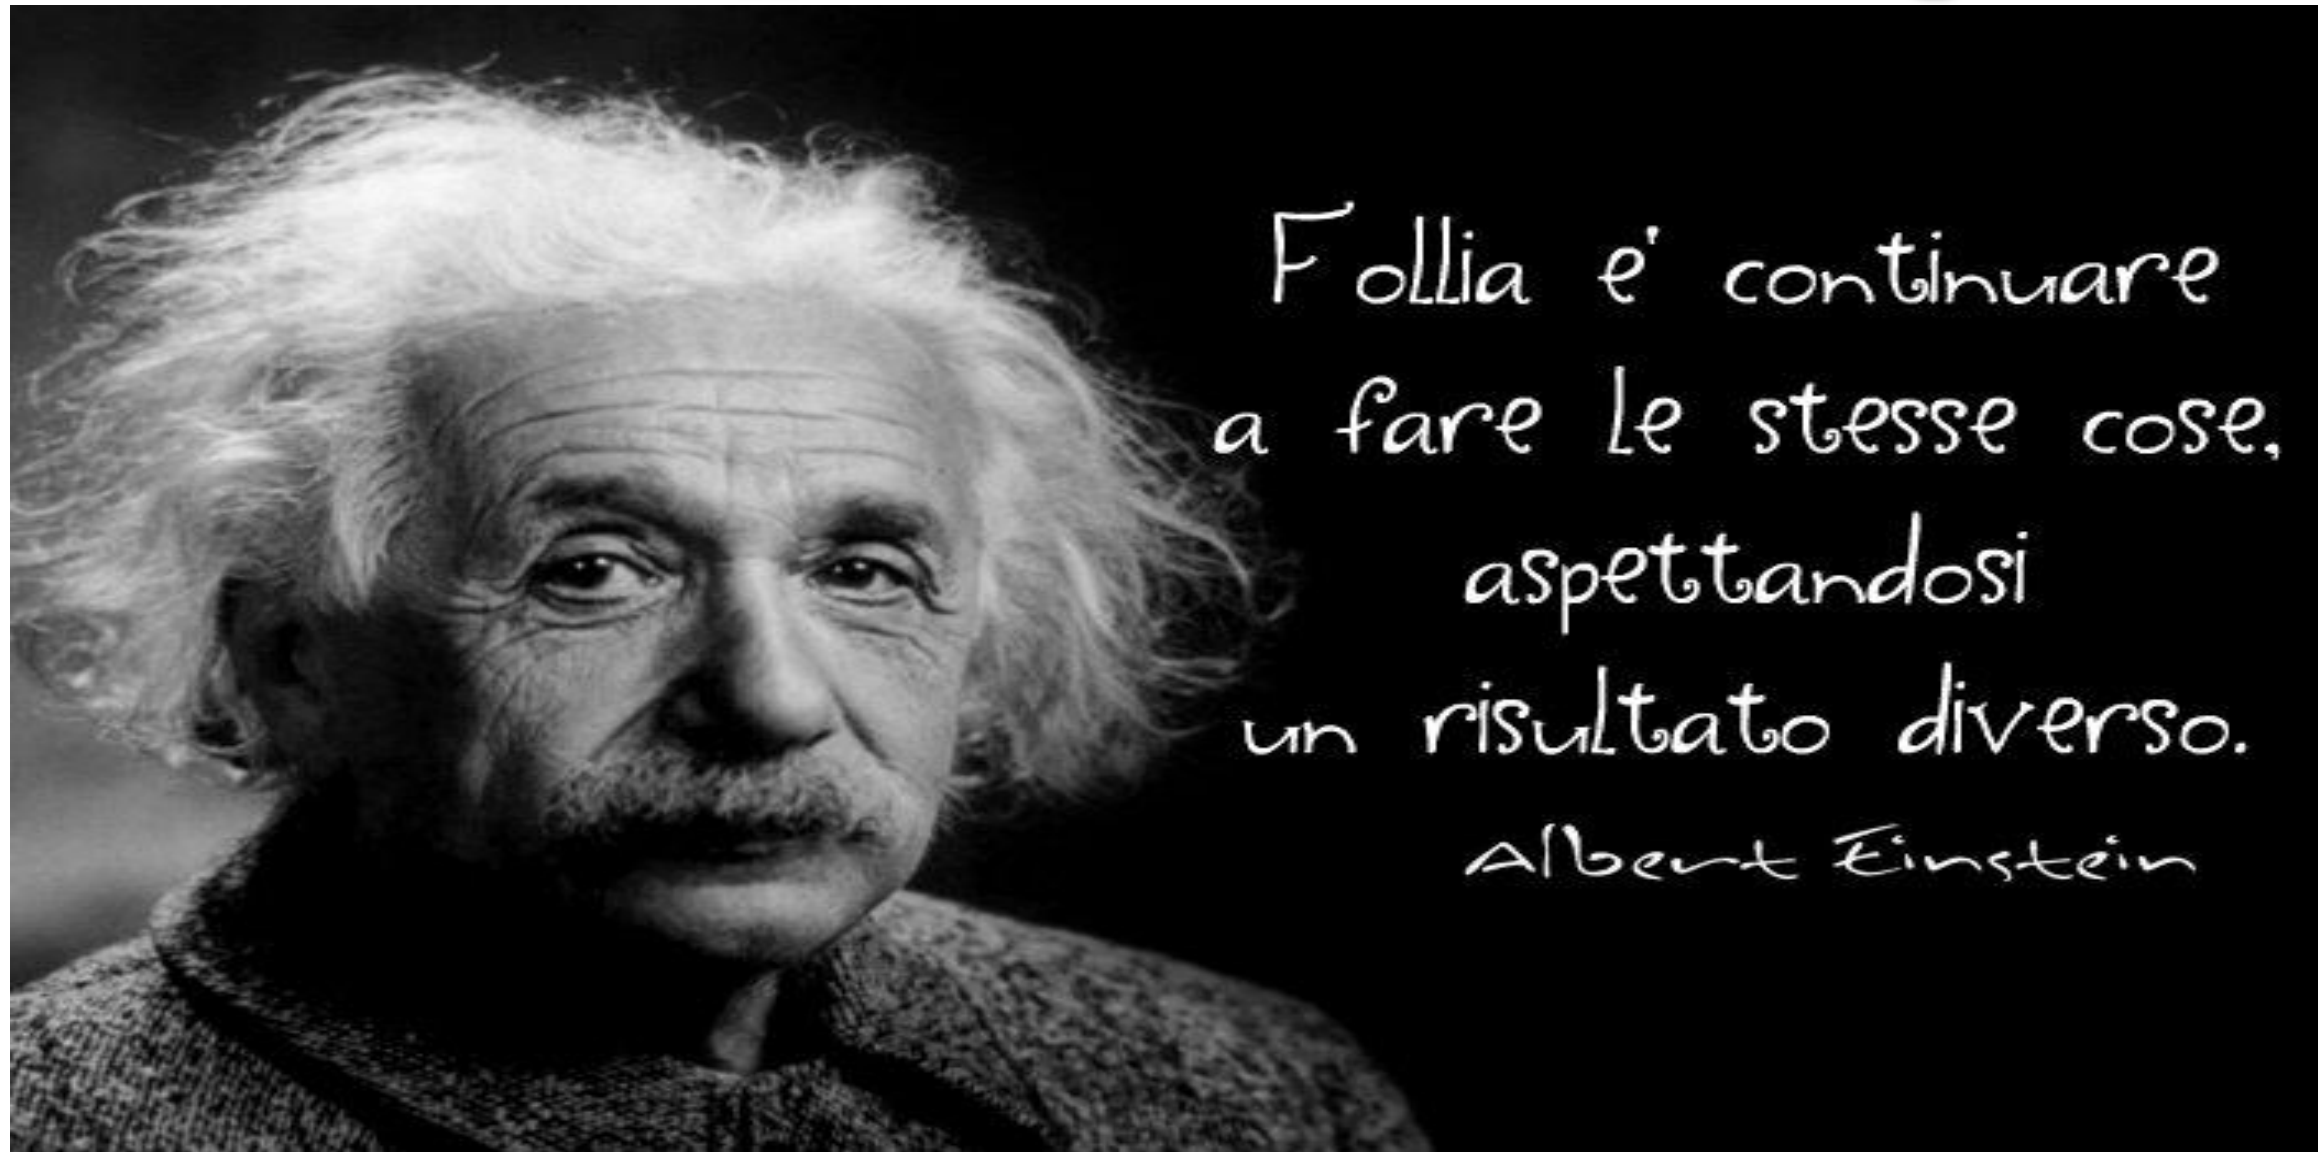 Follia e' continuare
a fare le stesse cose,
aspettandosi
un risultato diverso.
Albert Einstein